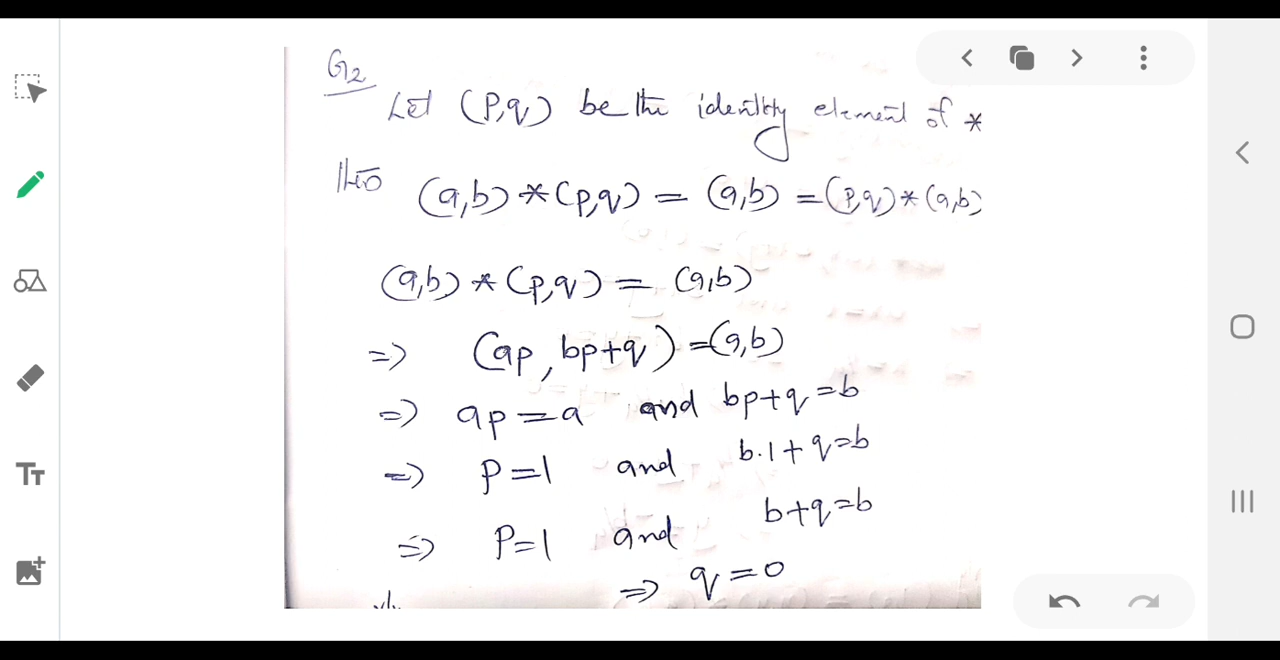 G2
Let (P,q) be the identity element of *
then (a,b) * (p,q) = (a,b) = (p,q) * (a,b)
(a,b) * (p,q) = (a,b)
=> (ap, bp+q) = (a,b)
=> ap=a and bp+q=b
=> P=1 and b.1+q=b
=> P=1 and b+q=b
=> q=0
TT